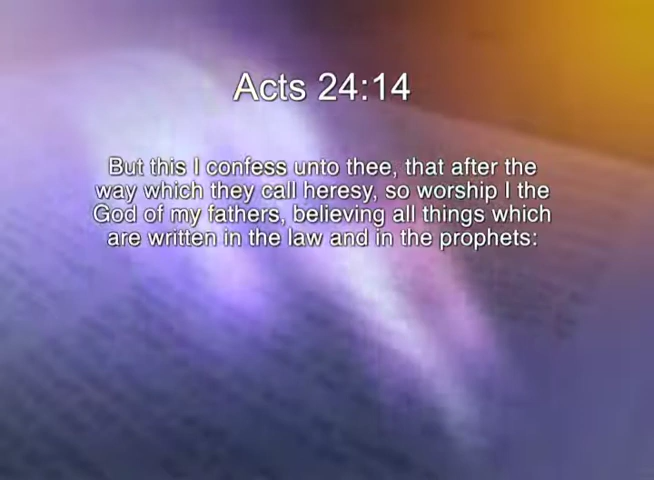 Acts 24:14
But this I confess unto thee, that after the
way which they call heresy, so worship I the
God of my fathers, believing all things which
are written in the law and in the prophets: